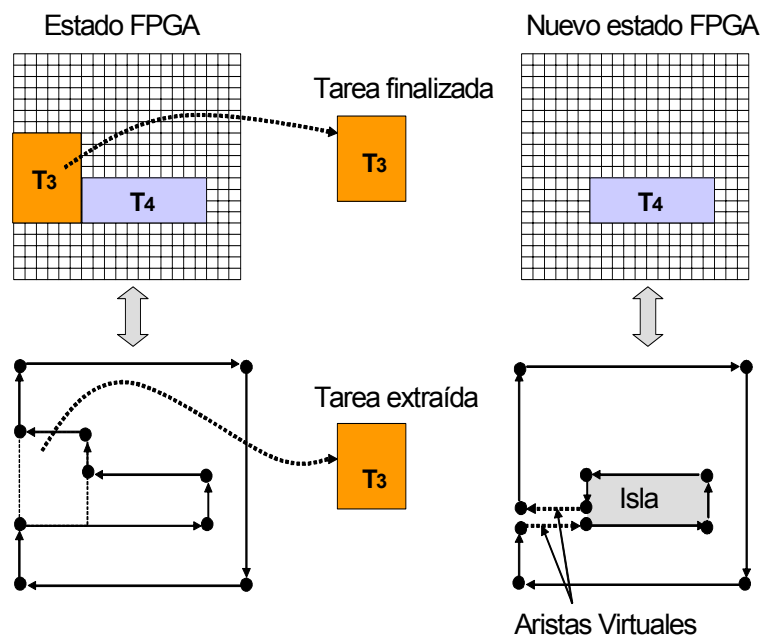 Estado FPGA
Nuevo estado FPGA
Tarea finalizada
T3
T3
T4
T4
Tarea extraída
T3
Isla
Aristas Virtuales